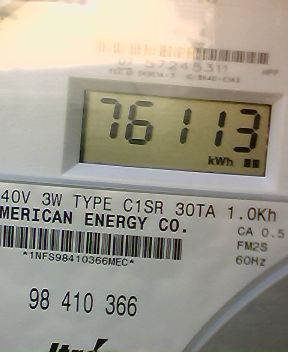 57245311
76113
kWh
40V 3W TYPE C1SR 30TA 1.0Kh
MERICAN ENERGY CO.
CA 0.5
FM2S
60Hz
*1NFS98410366MEC*
98 410 366